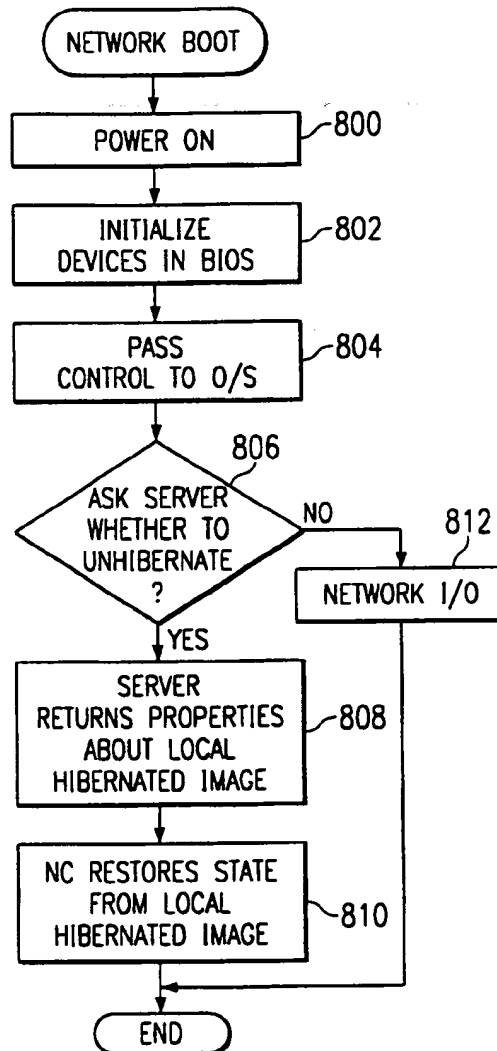 NETWORK BOOT
POWER ON
800
INITIALIZE
DEVICES IN BIOS
802
PASS
CONTROL TO O/S
804
806
ASK SERVER
WHETHER TO
UNHIBERNATE
?
NO
812
NETWORK I/O
YES
SERVER
RETURNS PROPERTIES
ABOUT LOCAL
HIBERNATED IMAGE
808
NC RESTORES STATE
FROM LOCAL
HIBERNATED IMAGE
810
END